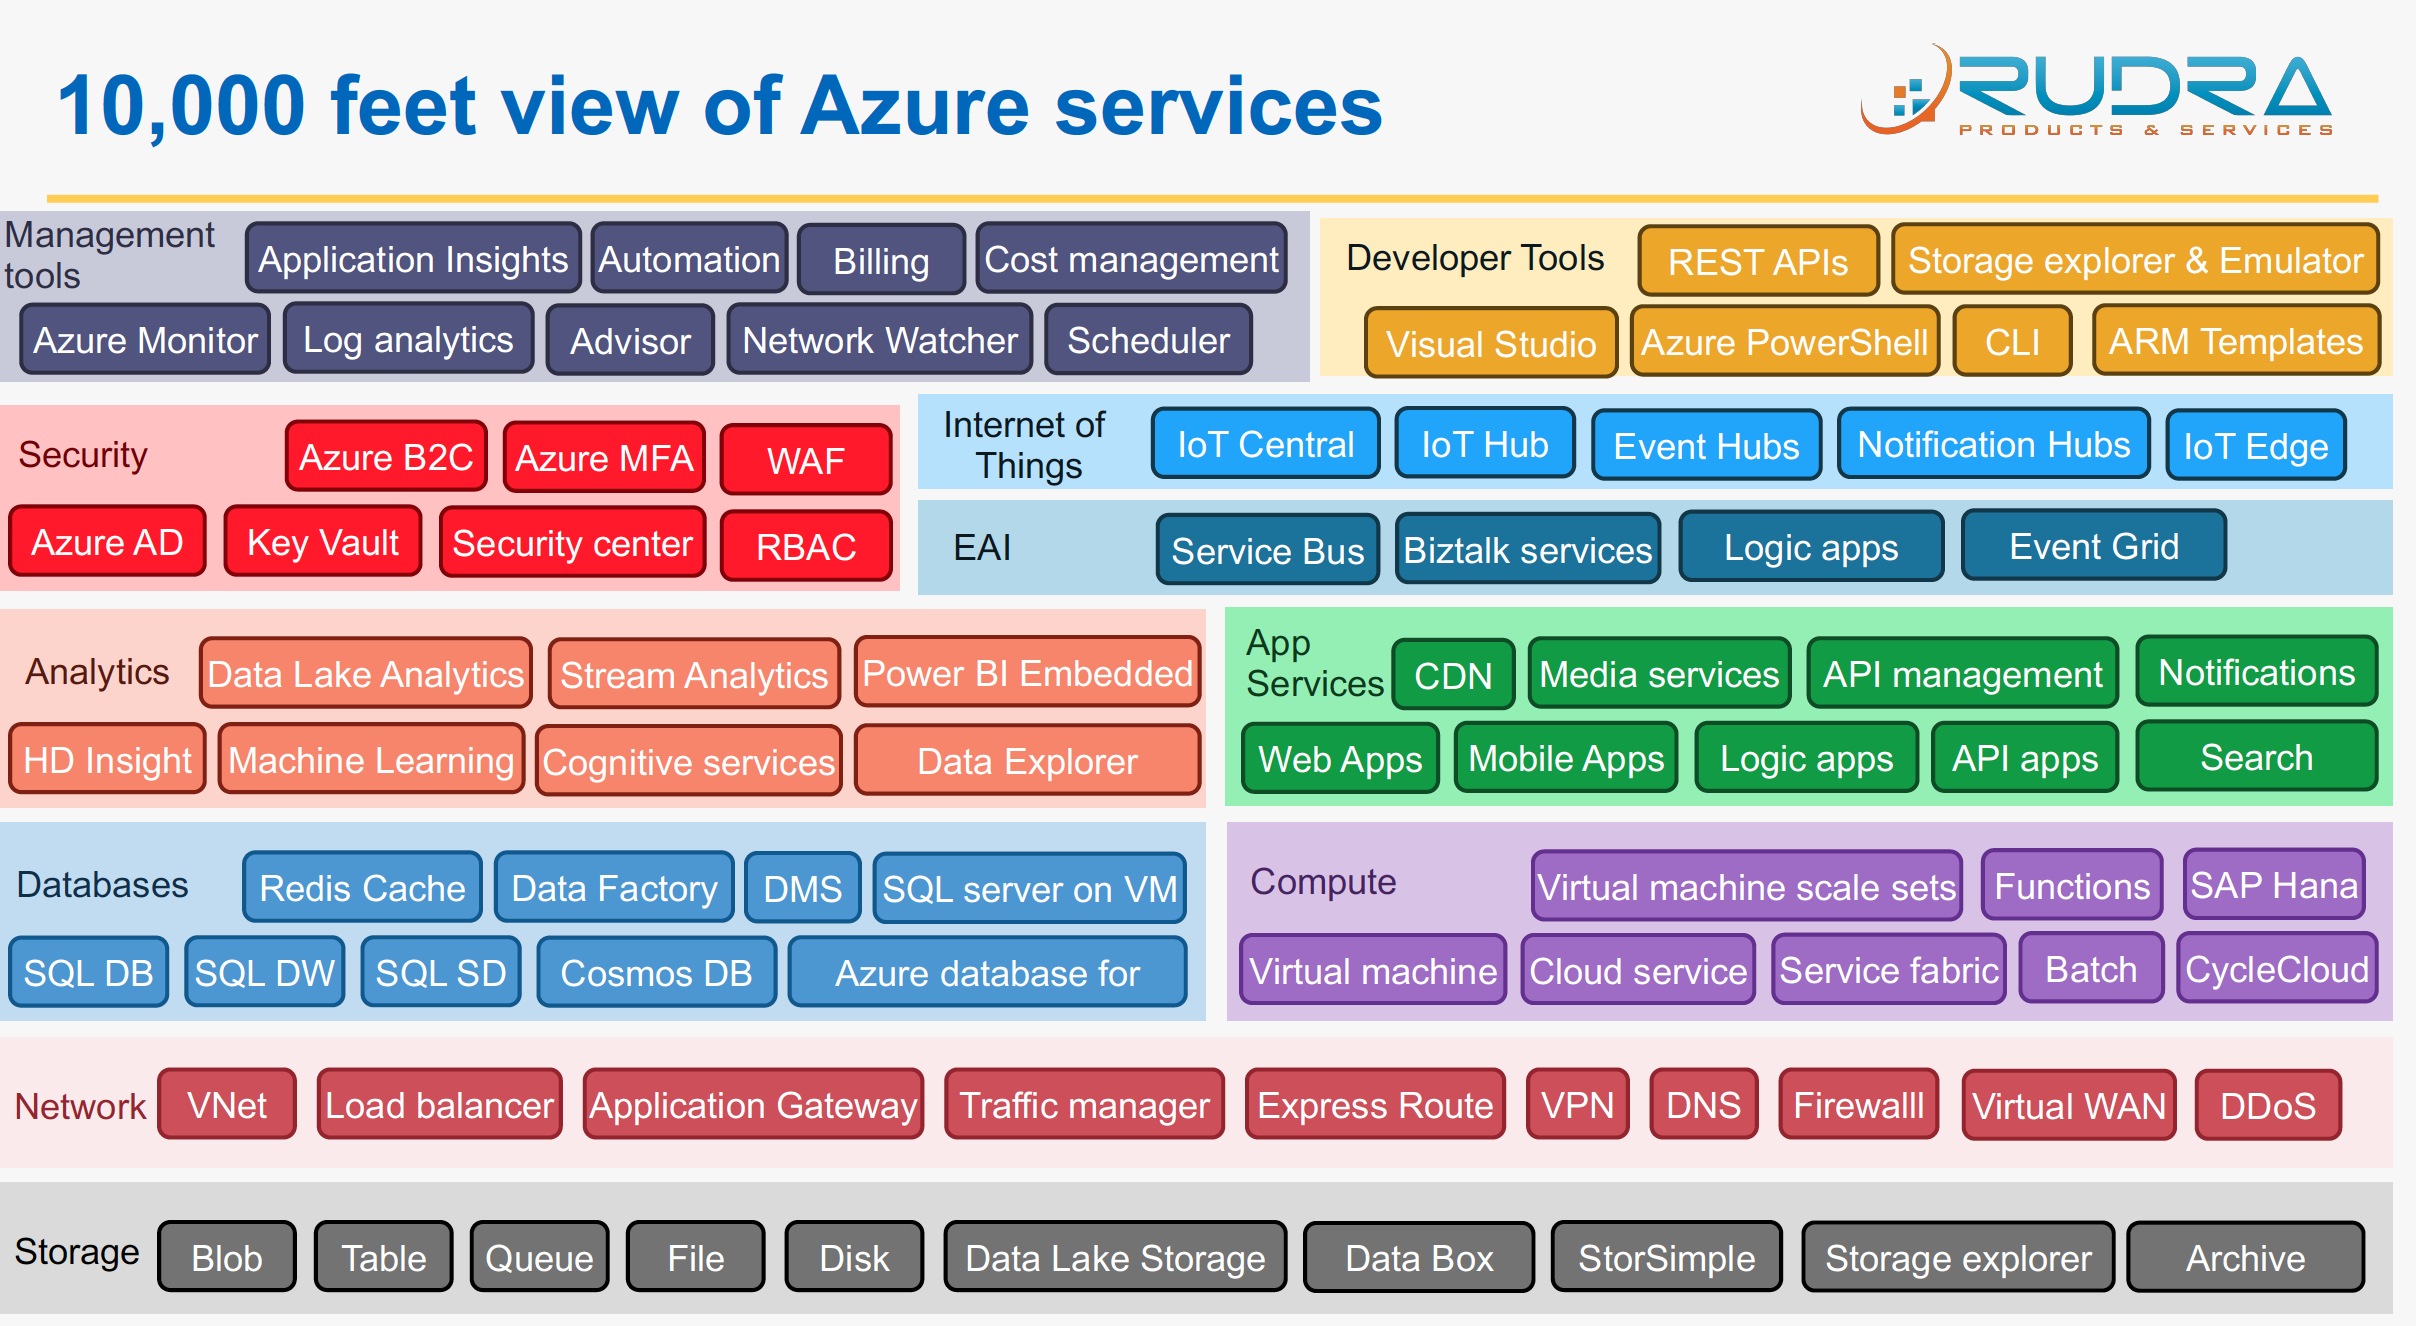 10,000 feet view of Azure services
RUDRA
PRODUCTS & SERVICES
Management
tools
Application Insights
Automation
Billing
Cost management
Azure Monitor
Log analytics
Advisor
Network Watcher
Scheduler
Developer Tools
REST APIs
Storage explorer & Emulator
Visual Studio
Azure PowerShell
CLI
ARM Templates
Security
Azure B2C
Azure MFA
WAF
Azure AD
Key Vault
Security center
RBAC
Internet of
Things
IoT Central
IoT Hub
Event Hubs
Notification Hubs
IoT Edge
EAI
Service Bus
Biztalk services
Logic apps
Event Grid
Analytics
Data Lake Analytics
Stream Analytics
Power BI Embedded
HD Insight
Machine Learning
Cognitive services
Data Explorer
App
Services
CDN
Media services
API management
Notifications
Web Apps
Mobile Apps
Logic apps
API apps
Search
Databases
Redis Cache
Data Factory
DMS
SQL server on VM
SQL DB
SQL DW
SQL SD
Cosmos DB
Azure database for
Compute
Virtual machine scale sets
Functions
SAP Hana
Virtual machine
Cloud service
Service fabric
Batch
CycleCloud
Network
VNet
Load balancer
Application Gateway
Traffic manager
Express Route
VPN
DNS
Firewalll
Virtual WAN
DDoS
Storage
Blob
Table
Queue
File
Disk
Data Lake Storage
Data Box
StorSimple
Storage explorer
Archive